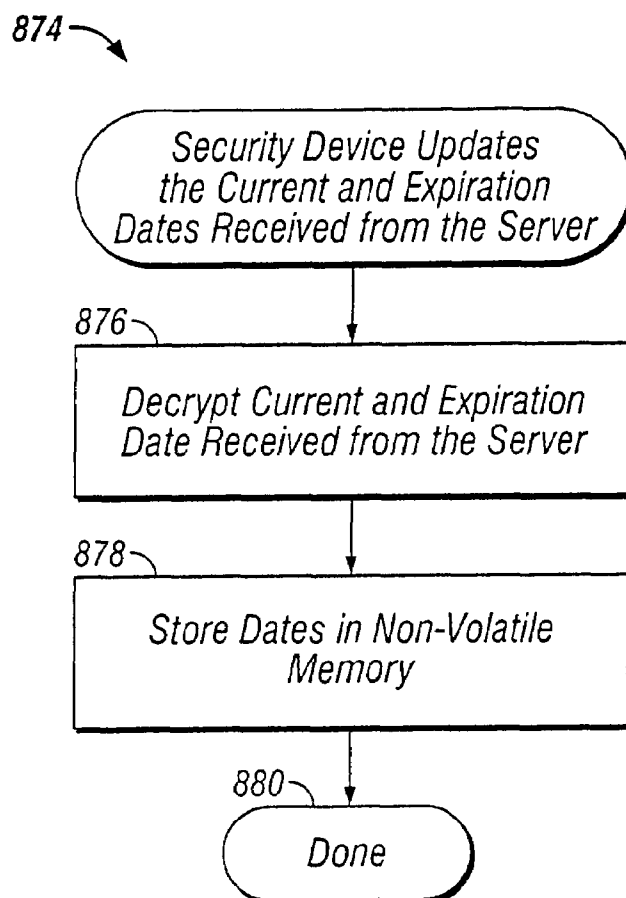 874
Security Device Updates
the Current and Expiration
Dates Received from the Server
876
Decrypt Current and Expiration
Date Received from the Server
878
Store Dates in Non-Volatile
Memory
880
Done